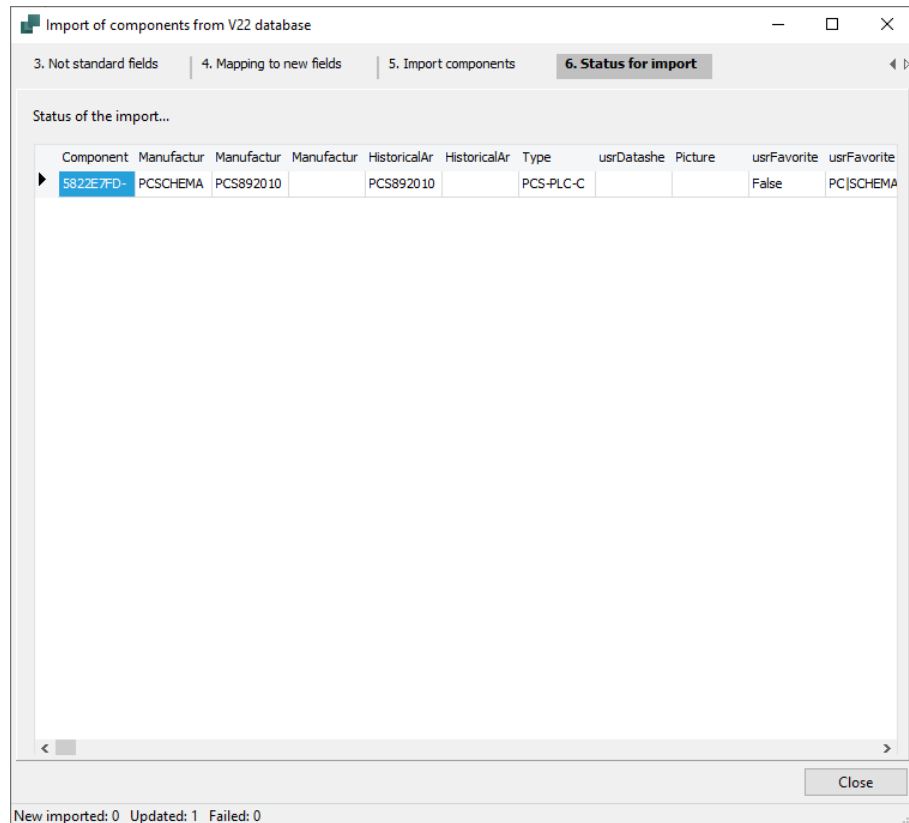 Import of components from V22 database
3. Not standard fields 4. Mapping to new fields 5. Import components 6. Status for import
Status of the import...
Component Manufactur Manufactur Manufactur HistoricalAr HistoricalAr Type usrDatashe Picture usrFavorite usrFavorite
5822E7FD- PCSCHEMA PCS892010 PCS892010 PCS-PLC-C False PC|SCHEMA
Close
New imported: 0 Updated: 1 Failed: 0